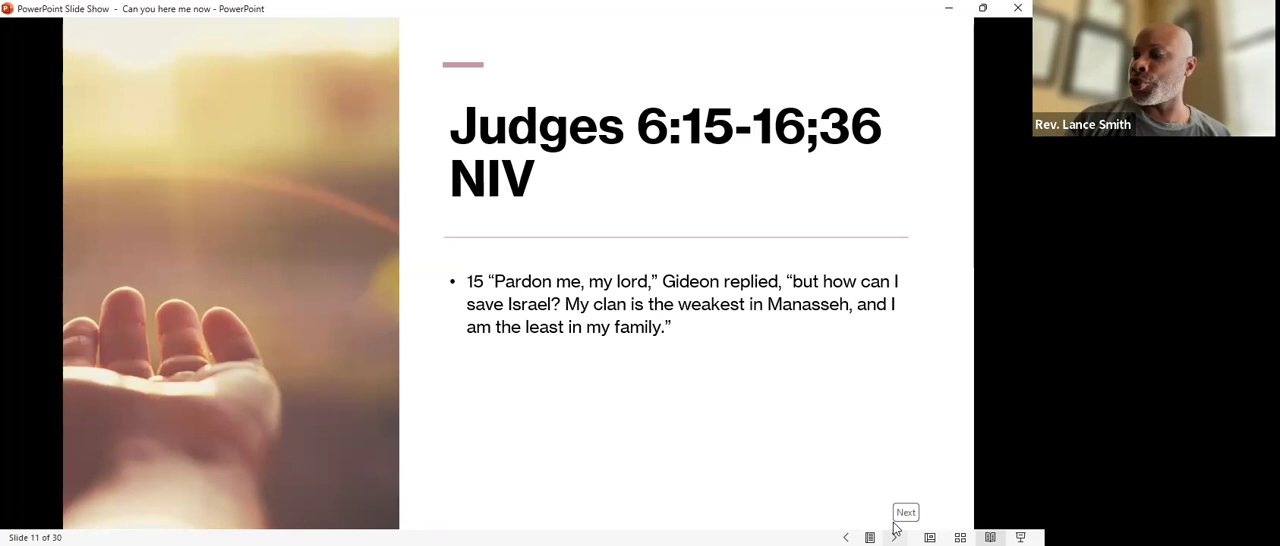 PowerPoint Slide Show - Can you here me now - PowerPoint
Judges 6:15-16;36
NIV
• 15 “Pardon me, my lord,” Gideon replied, “but how can I
save Israel? My clan is the weakest in Manasseh, and I
am the least in my family.”
Rev. Lance Smith
Next
Slide 11 of 30